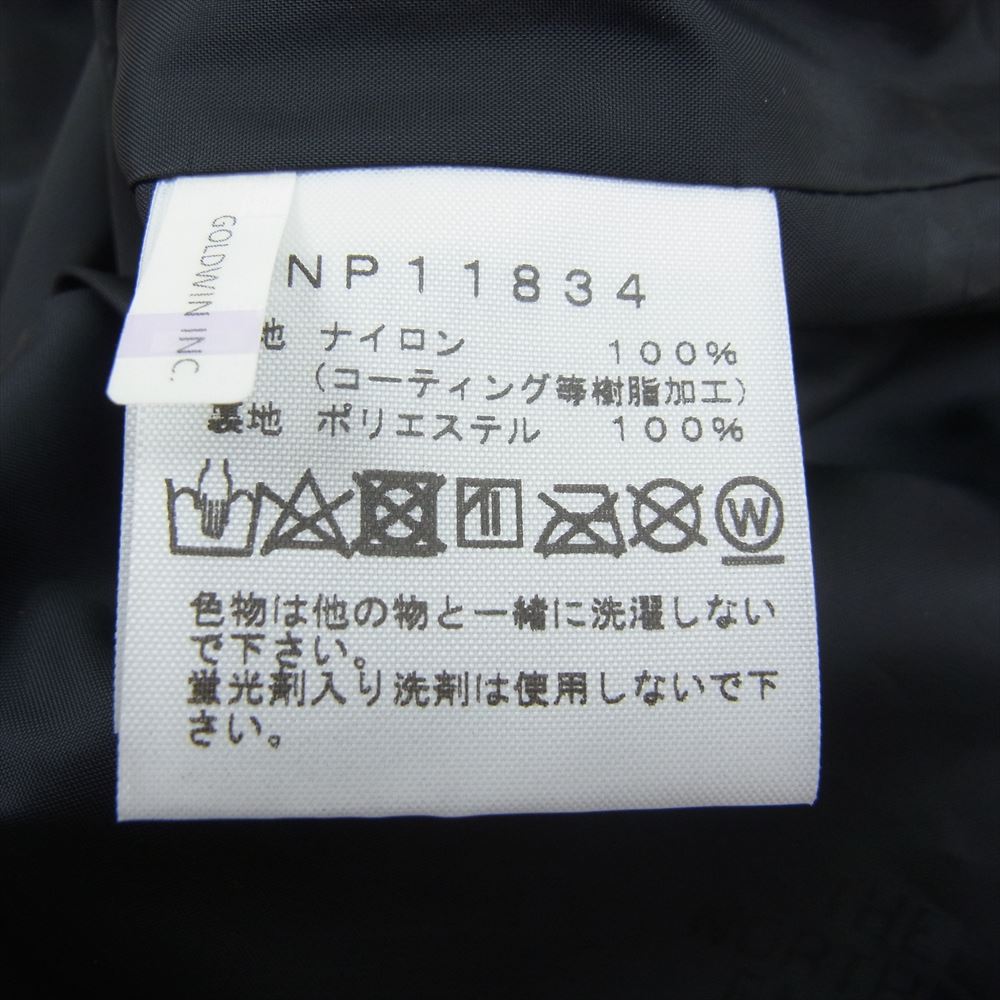 GOLDWIN INC.
NP11834
地 ナイロン 100%
(コーティング等樹脂加工)
裏地 ポリエステル 100%
W
色物は他の物と一緒に洗濯しない
で下さい。
蛍光剤入り洗剤は使用しないで下
さい。
THE
NORTH